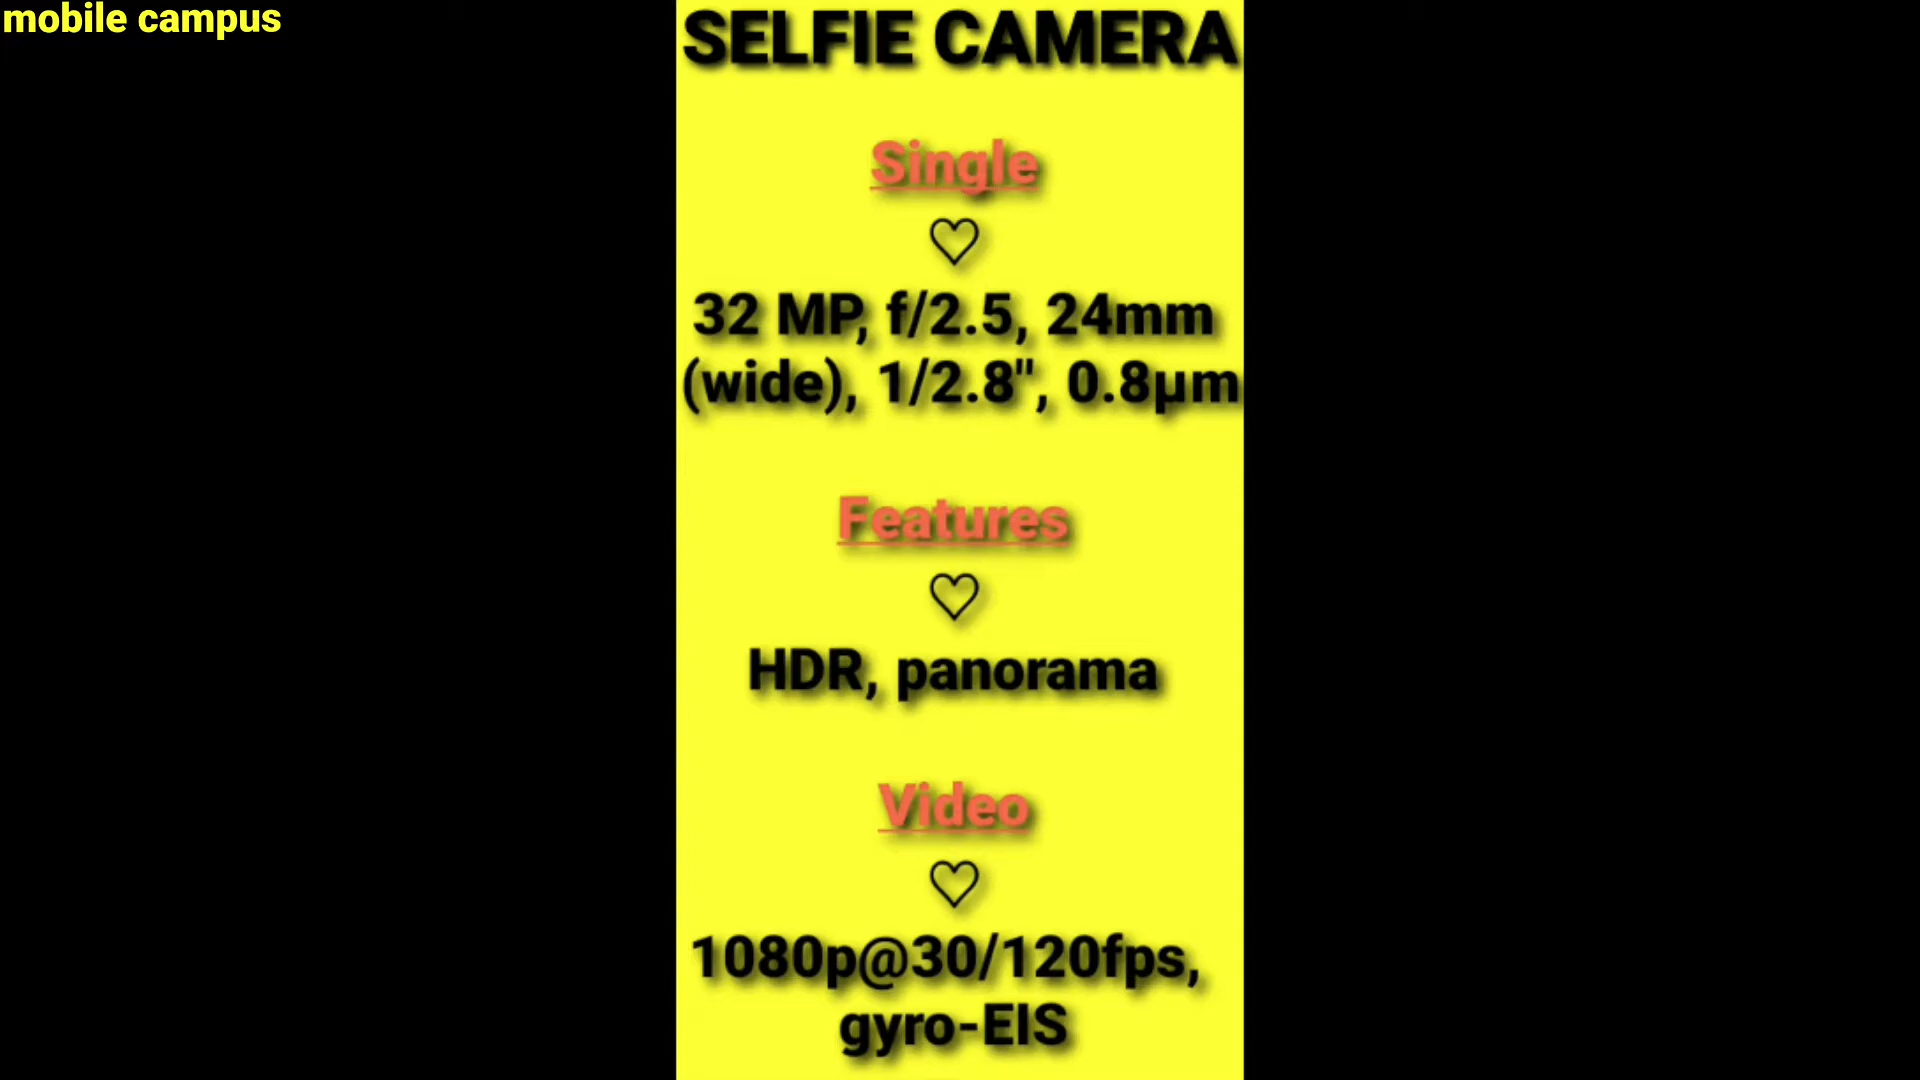 mobile campus
SELFIE CAMERA
Single
♡
32 MP, f/2.5, 24mm
(wide), 1/2.8", 0.8µm
Features
♡
HDR, panorama
Video
♡
1080p@30/120fps,
gyro-EIS